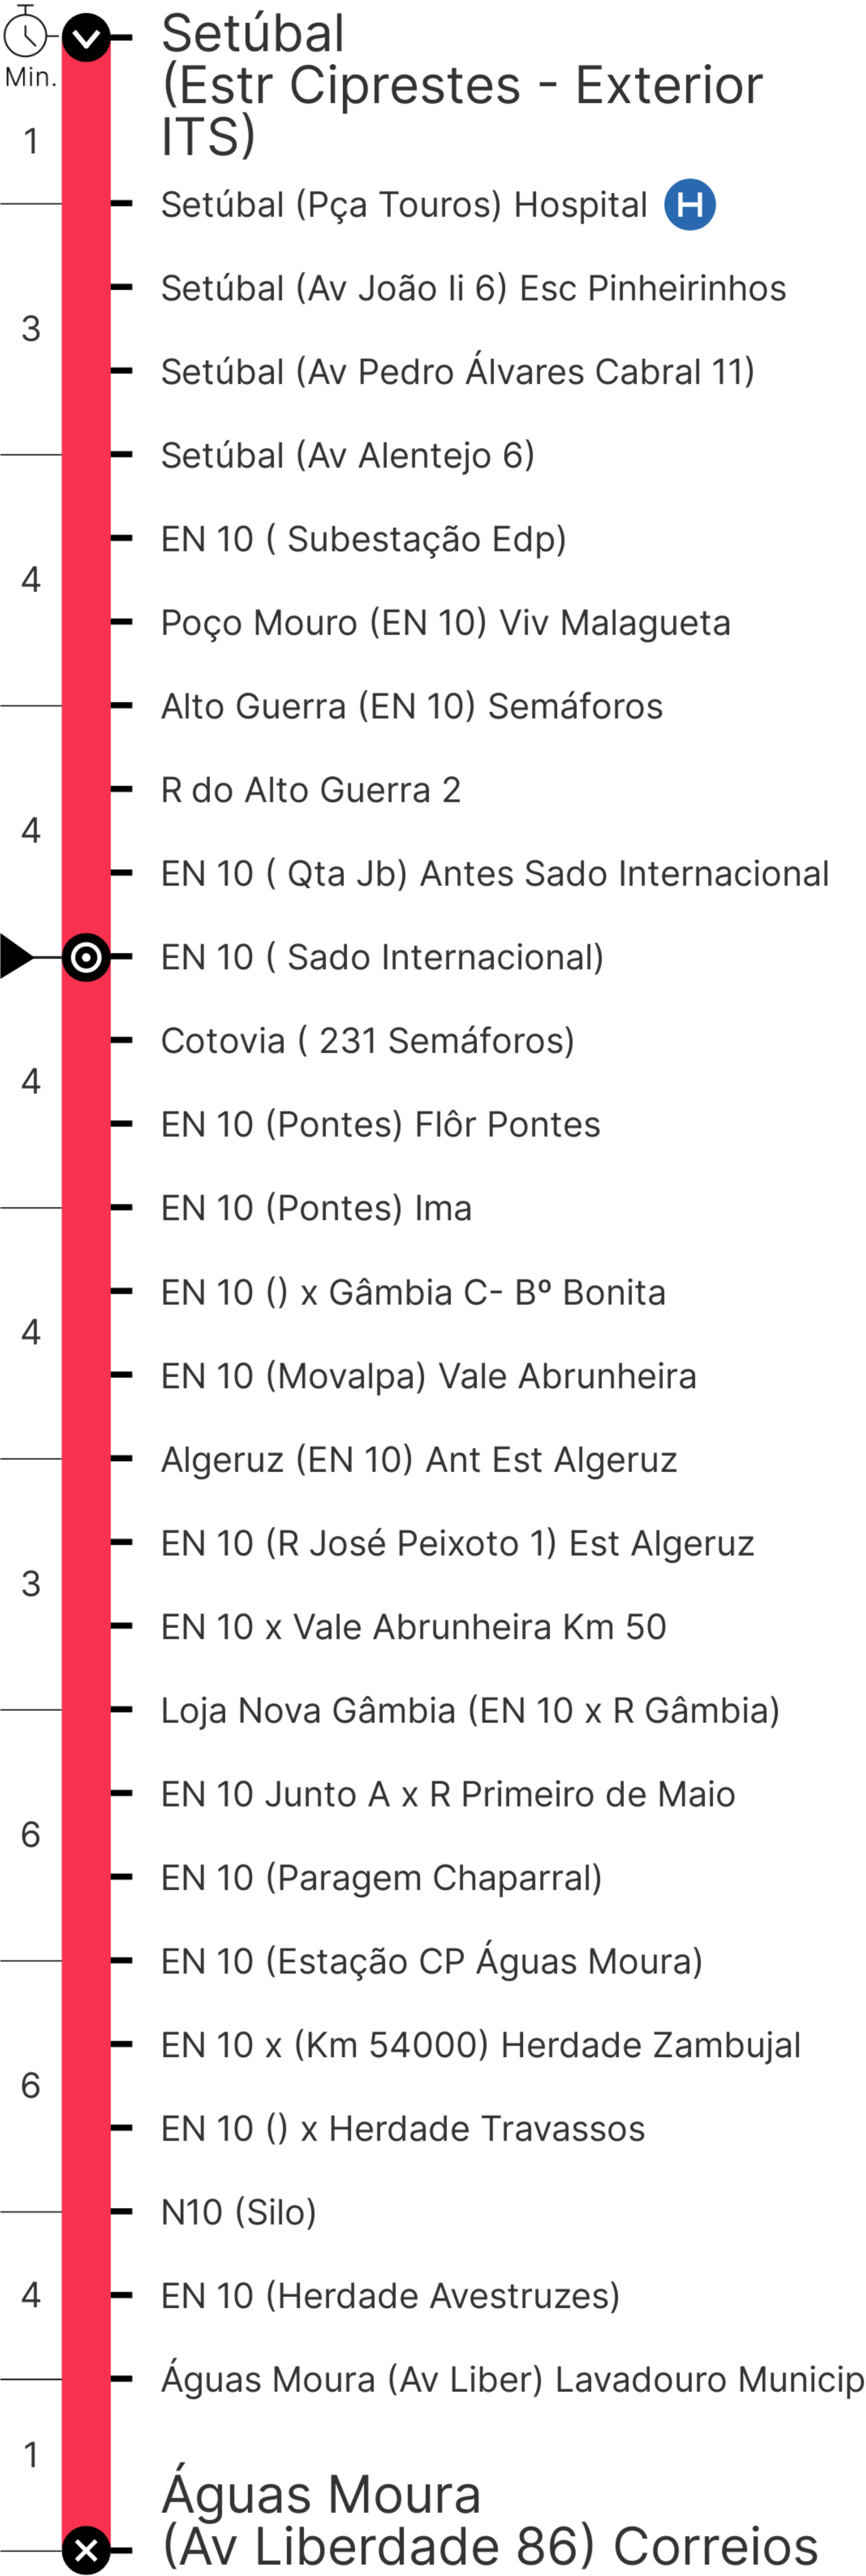 Setúbal
(Estr Ciprestes - Exterior
ITS)
Min.
1
Setúbal (Pça Touros) Hospital H
Setúbal (Av João Ii 6) Esc Pinheirinhos
3
Setúbal (Av Pedro Álvares Cabral 11)
Setúbal (Av Alentejo 6)
EN 10 ( Subestação Edp)
4
Poço Mouro (EN 10) Viv Malagueta
Alto Guerra (EN 10) Semáforos
R do Alto Guerra 2
4
EN 10 ( Qta Jb) Antes Sado Internacional
EN 10 ( Sado Internacional)
Cotovia ( 231 Semáforos)
4
EN 10 (Pontes) Flôr Pontes
EN 10 (Pontes) Ima
EN 10 () x Gâmbia C- Bº Bonita
4
EN 10 (Movalpa) Vale Abrunheira
Algeruz (EN 10) Ant Est Algeruz
EN 10 (R José Peixoto 1) Est Algeruz
3
EN 10 x Vale Abrunheira Km 50
Loja Nova Gâmbia (EN 10 x R Gâmbia)
EN 10 Junto A x R Primeiro de Maio
6
EN 10 (Paragem Chaparral)
EN 10 (Estação CP Águas Moura)
EN 10 x (Km 54000) Herdade Zambujal
6
EN 10 () x Herdade Travassos
N10 (Silo)
4
EN 10 (Herdade Avestruzes)
Águas Moura (Av Liber) Lavadouro Municip
1
Águas Moura
(Av Liberdade 86) Correios